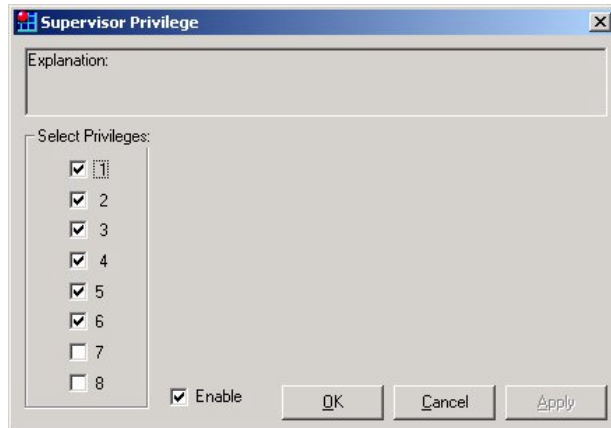 Supervisor Privilege
Explanation:
Select Privileges:
1
2
3
4
5
6
7
8
Enable
OK
Cancel
Apply